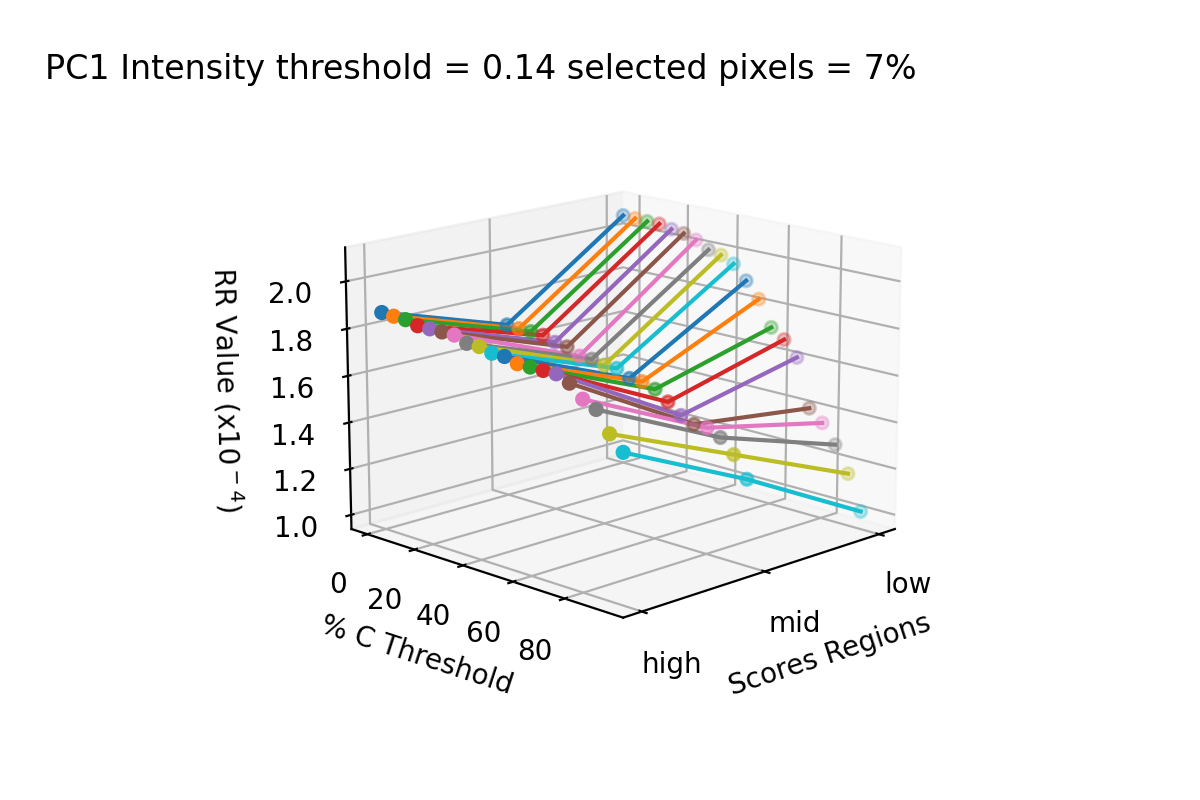 PC1 Intensity threshold = 0.14 selected pixels = 7%
RR Value (x10⁻⁴)
2.0
1.8
1.6
1.4
1.2
1.0
0
20
40
60
80
% C Threshold
high
mid
low
Scores Regions